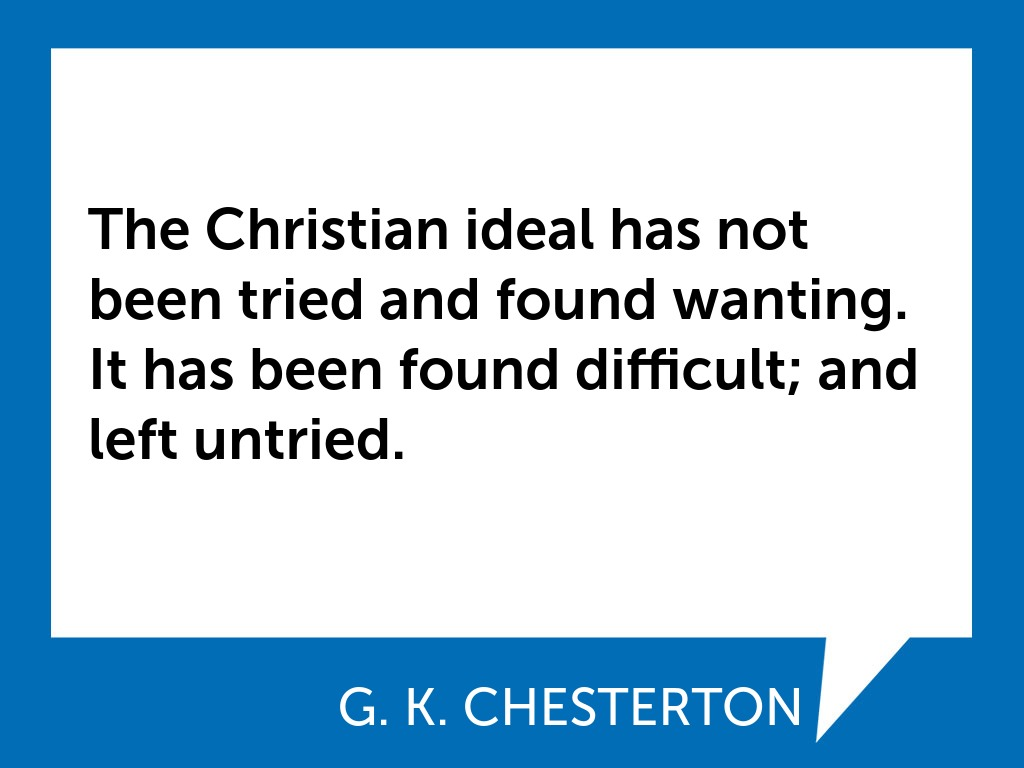 The Christian ideal has not
been tried and found wanting.
It has been found difficult; and
left untried.
G. K. CHESTERTON